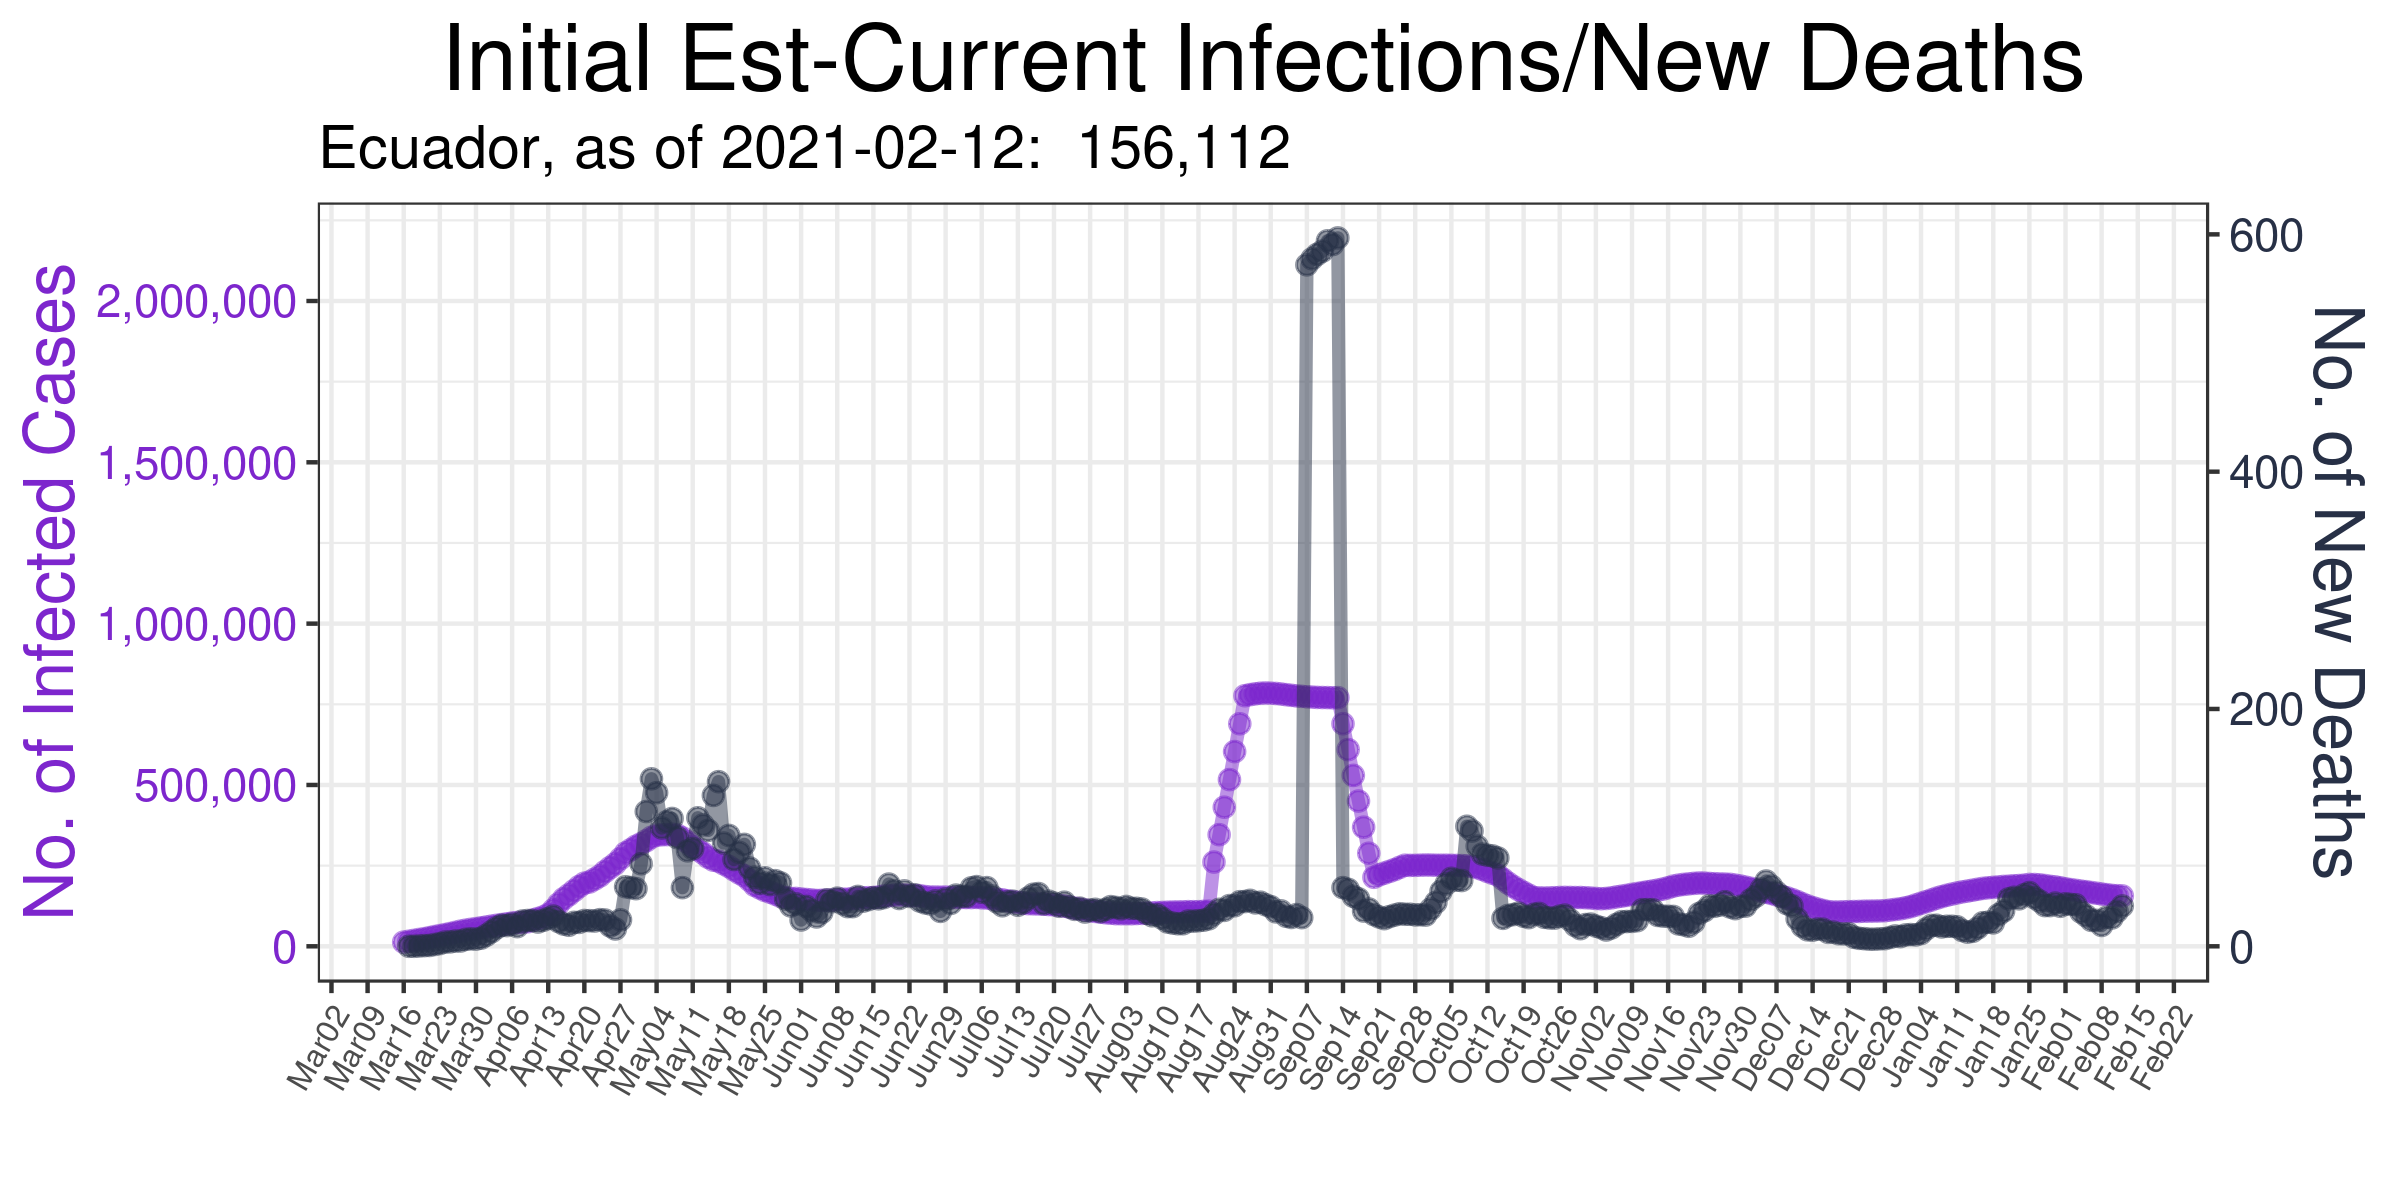 Initial Est-Current Infections/New Deaths
Ecuador, as of 2021-02-12:  156,112
No. of Infected Cases
2,000,000
1,500,000
1,000,000
500,000
0
600
400
200
0
No. of New Deaths
Mar02 Mar09 Mar16 Mar23 Mar30 Apr06 Apr13 Apr20 Apr27 May04 May11 May18 May25 Jun01 Jun08 Jun15 Jun22 Jun29 Jul06 Jul13 Jul20 Jul27 Aug03 Aug10 Aug17 Aug24 Aug31 Sep07 Sep14 Sep21 Sep28 Oct05 Oct12 Oct19 Oct26 Nov02 Nov09 Nov16 Nov23 Nov30 Dec07 Dec14 Dec21 Dec28 Jan04 Jan11 Jan18 Jan25 Feb01 Feb08 Feb15 Feb22